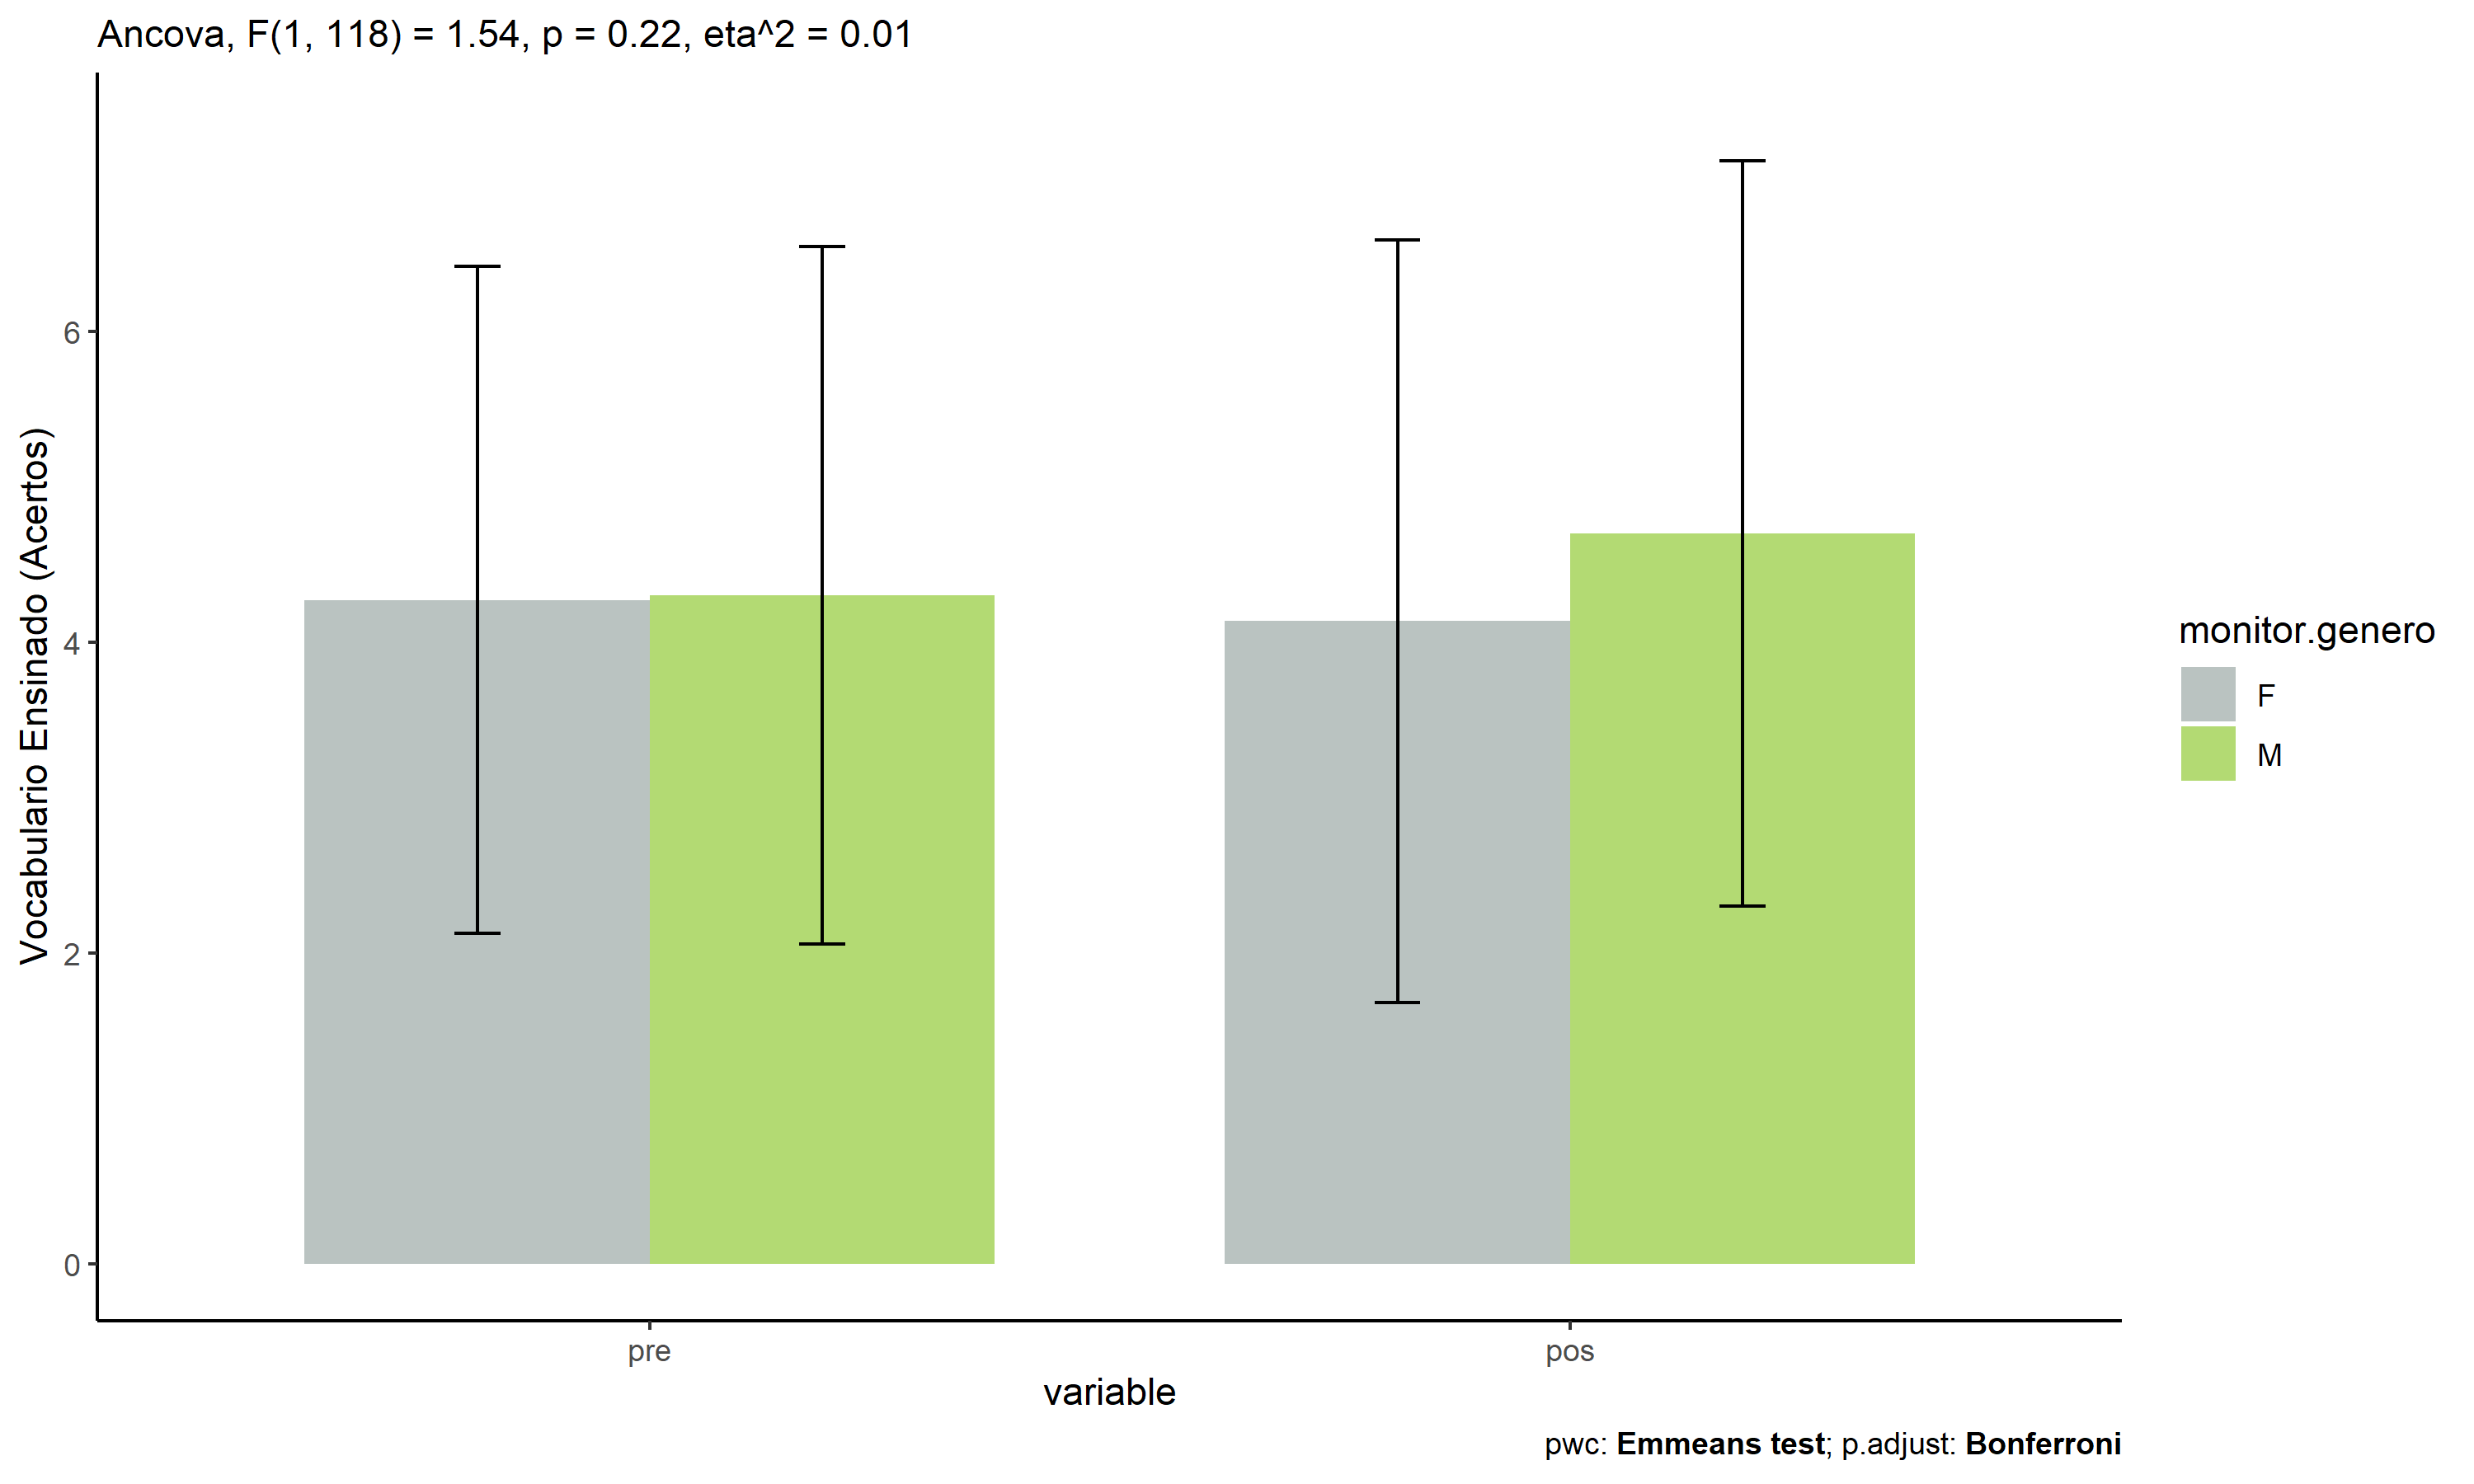 Ancova, F(1, 118) = 1.54, p = 0.22, eta^2 = 0.01
Vocabulario Ensinado (Acertos)
6
4
2
0
pre
pos
variable
monitor.genero
F
M
pwc: Emmeans test; p.adjust: Bonferroni